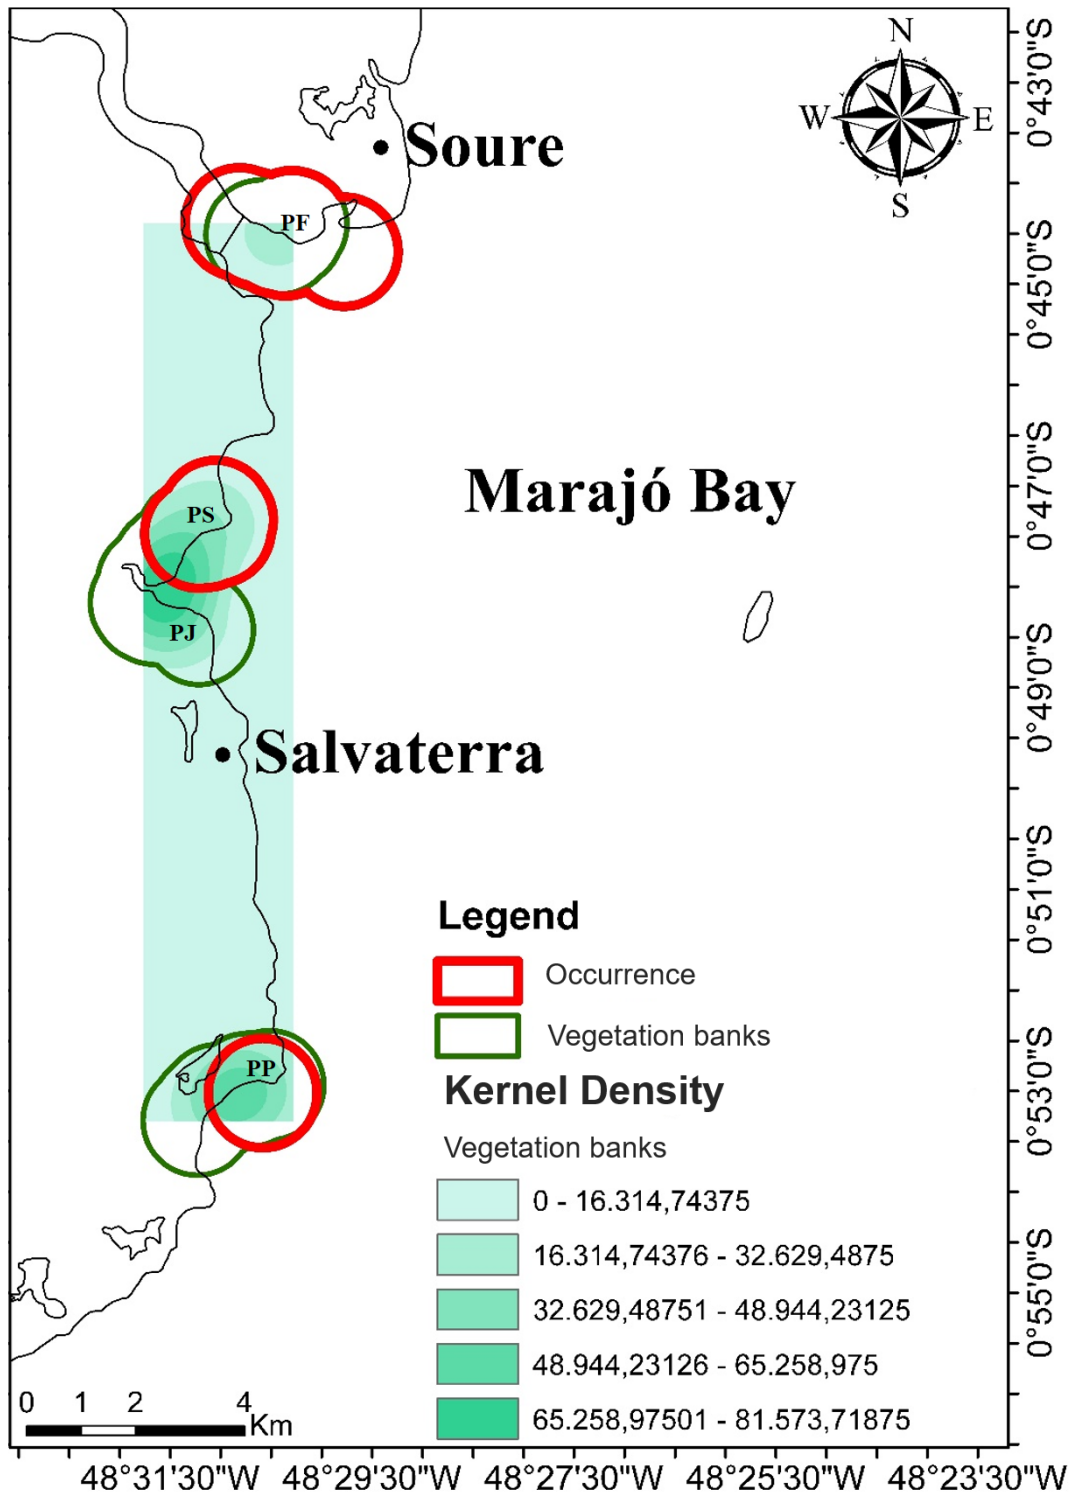 N
W
E
S
Soure
PF
PS
Marajó Bay
PJ
Salvaterra
PP
Legend
Occurrence
Vegetation banks
Kernel Density
Vegetation banks
0 - 16.314,74375
16.314,74376 - 32.629,4875
32.629,48751 - 48.944,23125
48.944,23126 - 65.258,975
65.258,97501 - 81.573,71875
0 1 2 4
Km
0°43'0"S
0°45'0"S
0°47'0"S
0°49'0"S
0°51'0"S
0°53'0"S
0°55'0"S
48°31'30"W 48°29'30"W 48°27'30"W 48°25'30"W 48°23'30"W